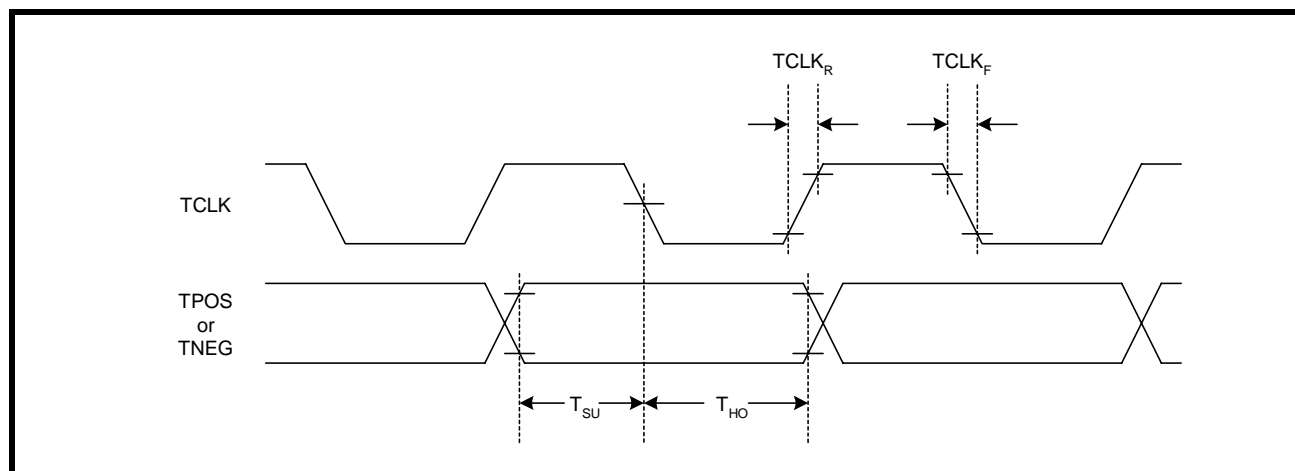 TCLK_R
TCLK_F
TCLK
TPOS
or
TNEG
T_SU
T_HO